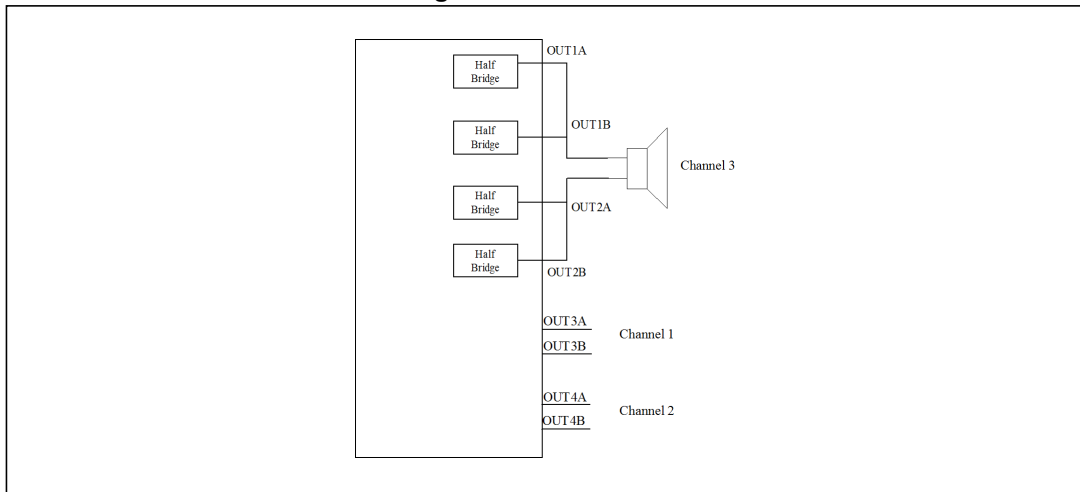 OUT1A
Half
Bridge
OUT1B
Half
Bridge
Channel 3
Half
Bridge
OUT2A
Half
Bridge
OUT2B
OUT3A
Channel 1
OUT3B
OUT4A
Channel 2
OUT4B